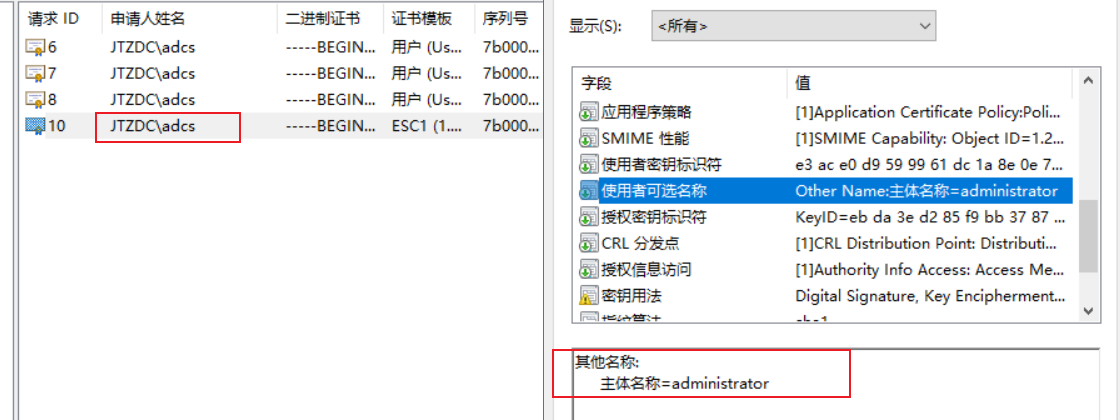 请求 ID 申请人姓名 二进制证书 证书模板 序列号
6 JTZDC\adcs -----BEGIN... 用户 (Us... 7b000...
7 JTZDC\adcs -----BEGIN... 用户 (Us... 7b000...
8 JTZDC\adcs -----BEGIN... 用户 (Us... 7b000...
10 JTZDC\adcs -----BEGIN... ESC1 (1.... 7b000...
显示(S): <所有>
字段 值
应用程序策略 [1]Application Certificate Policy:Poli...
SMIME 性能 [1]SMIME Capability: Object ID=1.2...
使用者密钥标识符 e3 ac e0 d9 59 99 61 dc 1a 8e 0e 7...
使用者可选名称 Other Name:主体名称=administrator
授权密钥标识符 KeyID=eb da 3e d2 85 f9 bb 37 87 ...
CRL 分发点 [1]CRL Distribution Point: Distributi...
授权信息访问 [1]Authority Info Access: Access Me...
密钥用法 Digital Signature, Key Encipherment...
指纹算法 sha1
其他名称:
主体名称=administrator